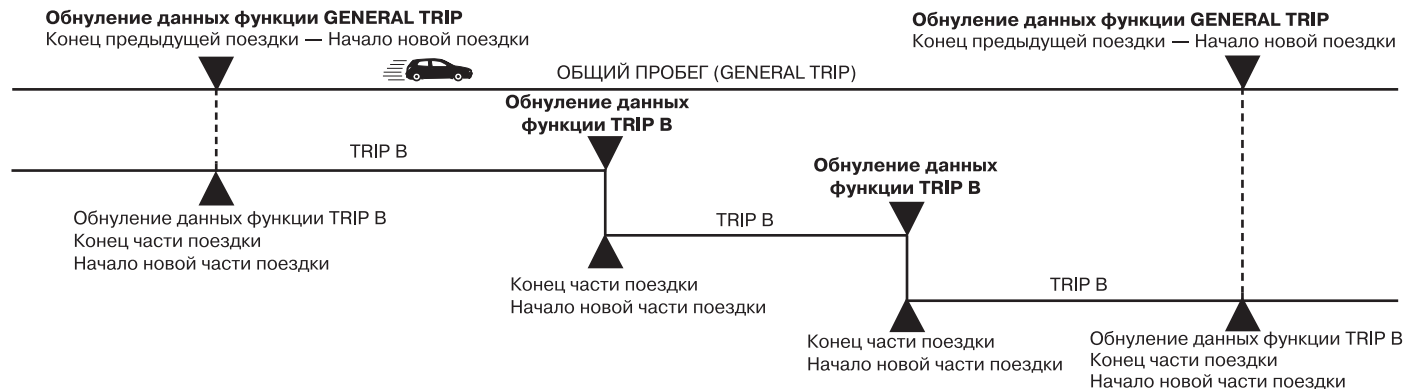 Обнуление данных функции GENERAL TRIP
Конец предыдущей поездки — Начало новой поездки
Обнуление данных функции GENERAL TRIP
Конец предыдущей поездки — Начало новой поездки
ОБЩИЙ ПРОБЕГ (GENERAL TRIP)
Обнуление данных
функции TRIP B
TRIP B
Обнуление данных
функции TRIP B
Обнуление данных функции TRIP B
Конец части поездки
Начало новой части поездки
TRIP B
Конец части поездки
Начало новой части поездки
TRIP B
Конец части поездки
Начало новой части поездки
Обнуление данных функции TRIP B
Конец части поездки
Начало новой части поездки